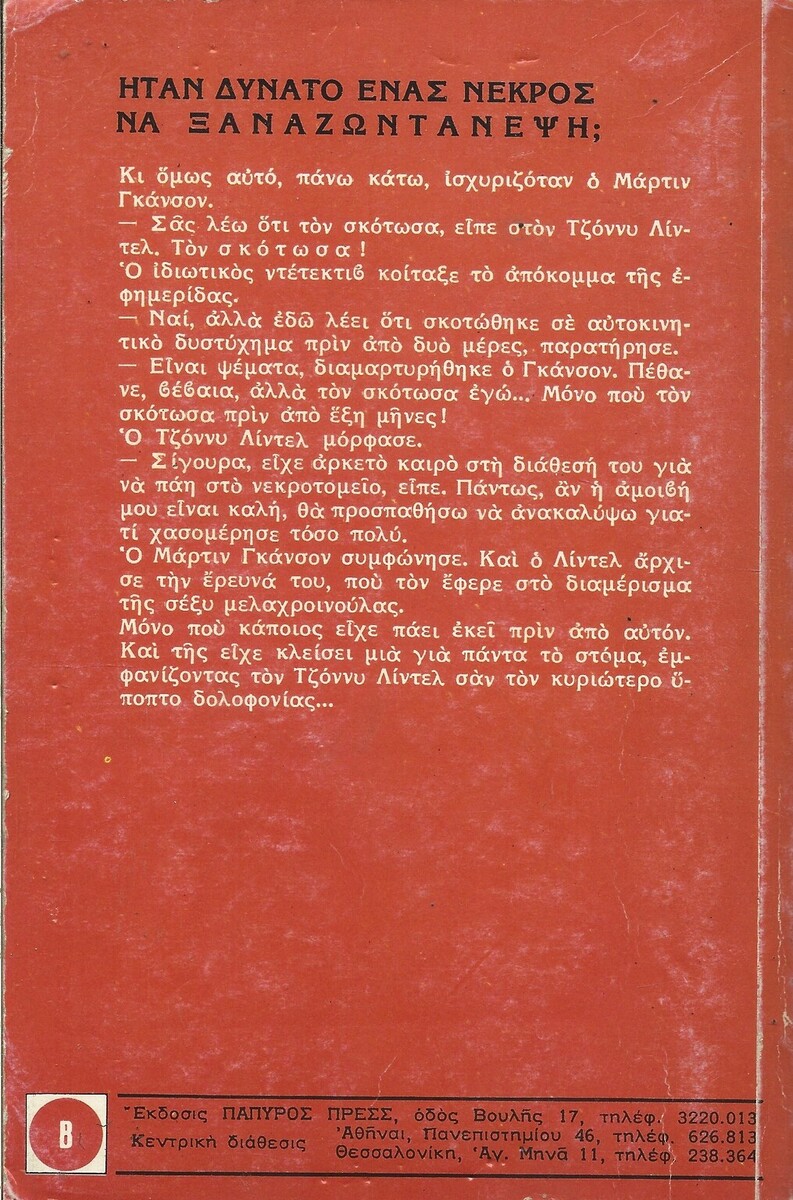 ΗΤΑΝ ΔΥΝΑΤΟ ΕΝΑΣ ΝΕΚΡΟΣ
ΝΑ ΞΑΝΑΖΩΝΤΑΝΕΨΗ;
Κι ὅμως αὐτό, πάνω κάτω, ἰσχυριζόταν ὁ Μάρτιν
Γκάνσον.
— Σᾶς λέω ὅτι τὸν σκότωσα, εἶπε στὸν Τζόννυ Λίν-
τελ. Τὸν σκότωσα!
Ὁ ἰδιωτικὸς ντέτεκτιβ κοίταξε τὸ ἀπόκομμα τῆς ἐ-
φημερίδας.
— Ναί, ἀλλὰ ἐδῶ λέει ὅτι σκοτώθηκε σὲ αὐτοκινη-
τικὸ δυστύχημα πρὶν ἀπὸ δυὸ μέρες, παρατήρησε.
— Εἶναι ψέματα, διαμαρτυρήθηκε ὁ Γκάνσον. Πέθα-
νε, βέβαια, ἀλλὰ τὸν σκότωσα ἐγώ... Μόνο ποὺ τὸν
σκότωσα πρὶν ἀπὸ ἕξη μῆνες!
Ὁ Τζόννυ Λίντελ μόρφασε.
— Σίγουρα, εἶχε ἀρκετὸ καιρὸ στὴ διάθεσή του γιὰ
νὰ πάη στὸ νεκροτομεῖο, εἶπε. Πάντως, ἂν ἡ ἀμοιβή
μου εἶναι καλή, θὰ προσπαθήσω νὰ ἀνακαλύψω για-
τί χασομέρησε τόσο πολύ.
Ὁ Μάρτιν Γκάνσον συμφώνησε. Καὶ ὁ Λίντελ ἄρχι-
σε τὴν ἔρευνά του, ποὺ τὸν ἔφερε στὸ διαμέρισμα
τῆς σέξυ μελαχροινούλας.
Μόνο ποὺ κάποιος εἶχε πάει ἐκεῖ πρὶν ἀπὸ αὐτόν.
Καὶ τῆς εἶχε κλείσει μιὰ γιὰ πάντα τὸ στόμα, ἐμ-
φανίζοντας τὸν Τζόννυ Λίντελ σὰν τὸν κυριώτερο ὕ-
ποπτο δολοφονίας...
Β
Ἔκδοσις ΠΑΠΥΡΟΣ ΠΡΕΣΣ, ὁδὸς Βουλῆς 17, τηλέφ. 3220.013
Κεντρικὴ διάθεσις Ἀθῆναι, Πανεπιστημίου 46, τηλέφ. 626.813
Θεσσαλονίκη, Ἁγ. Μηνᾶ 11, τηλέφ. 238.364